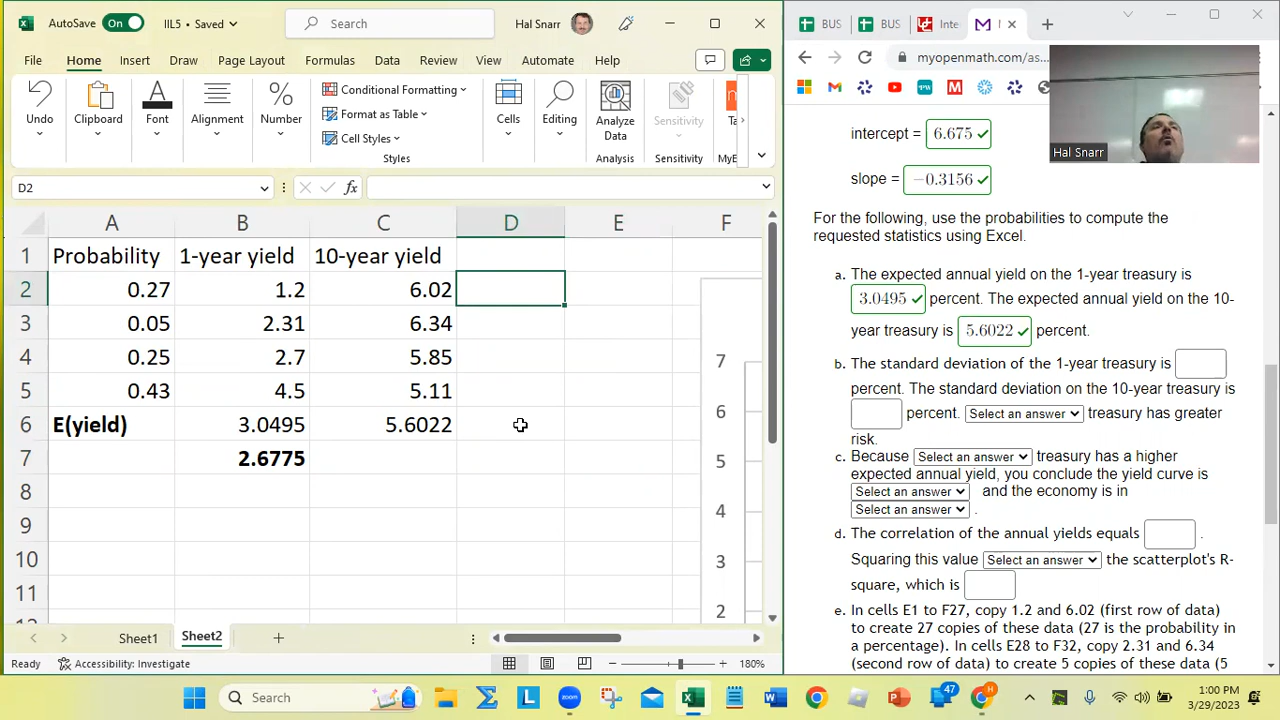 AutoSave On IIL5 • Saved Search Hal Snarr
BUS BUS Inte
File Home Insert Draw Page Layout Formulas Data Review View Automate Help
myopenmath.com/as...
Undo Clipboard Font Alignment Number Conditional Formatting Format as Table Cell Styles Styles Cells Editing Analyze Data Analysis Sensitivity Sensitivity
D2 fx
A B C D E F
1 Probability 1-year yield 10-year yield
2 0.27 1.2 6.02
3 0.05 2.31 6.34
4 0.25 2.7 5.85
5 0.43 4.5 5.11
6 E(yield) 3.0495 5.6022
7 2.6775
8
9
10
11
7
6
5
4
3
2
Sheet1 Sheet2
Ready Accessibility: Investigate 180%
Hal Snarr
intercept = 6.675
slope = −0.3156
For the following, use the probabilities to compute the
requested statistics using Excel.
a. The expected annual yield on the 1-year treasury is
3.0495 percent. The expected annual yield on the 10-
year treasury is 5.6022 percent.
b. The standard deviation of the 1-year treasury is
percent. The standard deviation on the 10-year treasury is
percent. Select an answer treasury has greater
risk.
c. Because Select an answer treasury has a higher
expected annual yield, you conclude the yield curve is
Select an answer and the economy is in
Select an answer .
d. The correlation of the annual yields equals .
Squaring this value Select an answer the scatterplot's R-
square, which is
e. In cells E1 to F27, copy 1.2 and 6.02 (first row of data)
to create 27 copies of these data (27 is the probability in
a percentage). In cells E28 to F32, copy 2.31 and 6.34
(second row of data) to create 5 copies of these data (5
Search 47 1:00 PM
3/29/2023